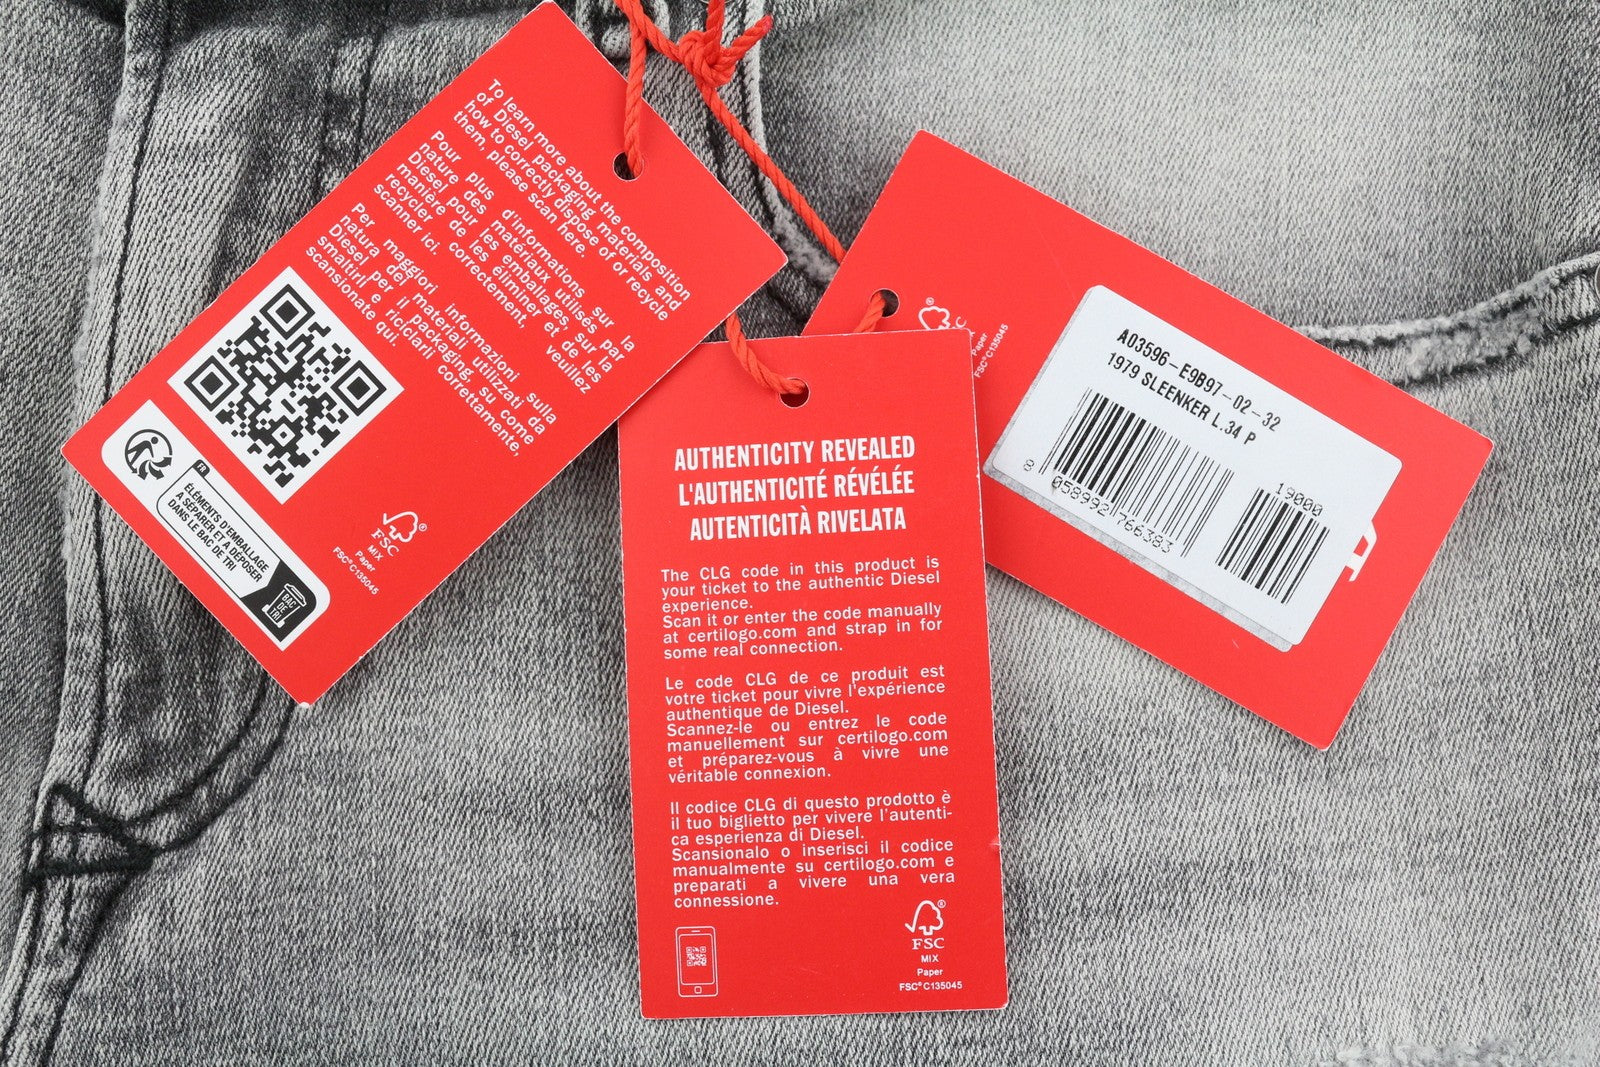 To learn more about the composition
of Diesel packaging materials and
how to correctly dispose of or recycle
them, please scan here.
Pour plus d'informations sur la
nature des matériaux utilisés par
Diesel pour les emballages, sur la
manière de les éliminer et de les
recycler correctement, veuillez
scanner ici.
Per maggiori informazioni sulla
natura dei materiali utilizzati da
Diesel per il packaging, su come
smaltirli e riciclarli correttamente,
scansionate qui.
FR
ÉLÉMENTS D'EMBALLAGE
À SÉPARER ET À DÉPOSER
DANS LE BAC DE TRI
BAC
DE
TRI
FSC
MIX
Paper
FSC® C135045
AUTHENTICITY REVEALED
L'AUTHENTICITÉ RÉVÉLÉE
AUTENTICITÀ RIVELATA
The CLG code in this product is
your ticket to the authentic Diesel
experience.
Scan it or enter the code manually
at certilogo.com and strap in for
some real connection.
Le code CLG de ce produit est
votre ticket pour vivre l'expérience
authentique de Diesel.
Scannez-le ou entrez le code
manuellement sur certilogo.com
et préparez-vous à vivre une
véritable connexion.
Il codice CLG di questo prodotto è
il tuo biglietto per vivere l'autenti-
ca esperienza di Diesel.
Scansionalo o inserisci il codice
manualmente su certilogo.com e
preparati a vivere una vera
connessione.
FSC
MIX
Paper
FSC® C135045
Paper
FSC® C135045
A03596-E9B97-02-32
1979 SLEENKER L.34 P
8 058992 766383
19000